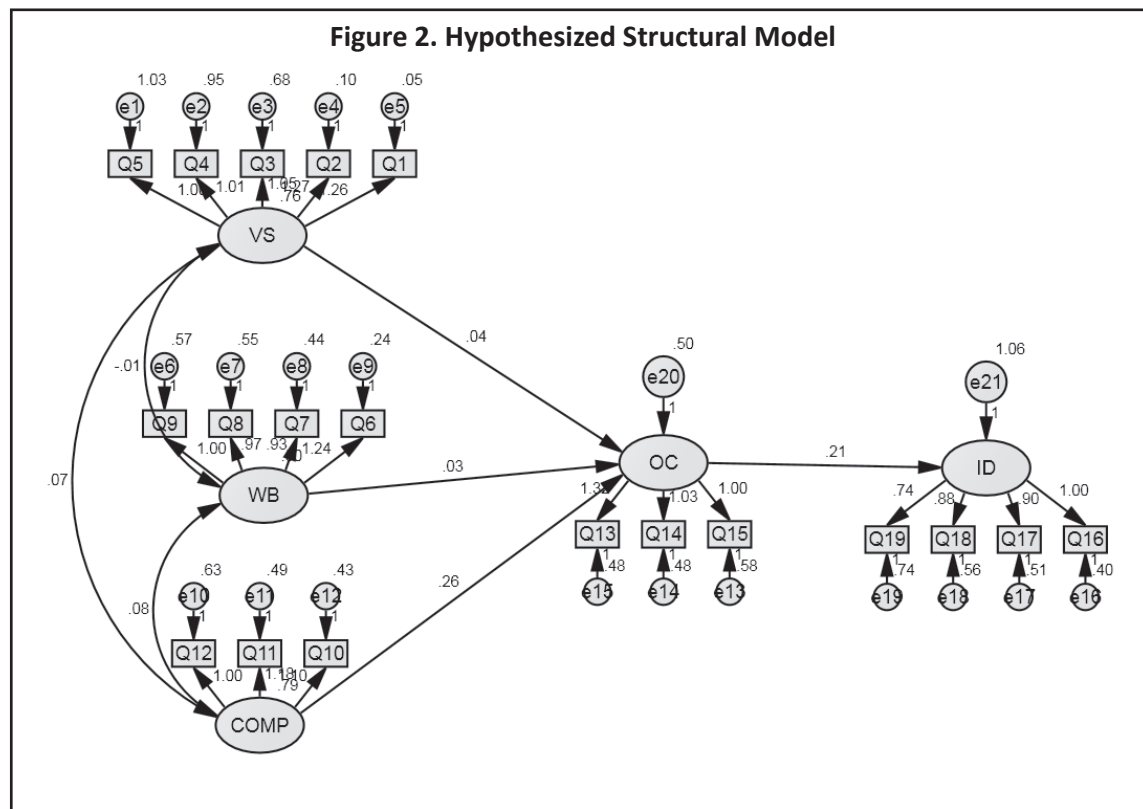 Figure 2. Hypothesized Structural Model
1.03 .95 .68 .10 .05
e1 e2 e3 e4 e5
1 1 1 1 1
Q5 Q4 Q3 Q2 Q1
1.01 1.05 1.27 1.26
.76
VS
.04
-.01
.57 .55 .44 .24
e6 e7 e8 e9
1 1 1 1
Q9 Q8 Q7 Q6
1.00 .97 .93 1.24
WB
.03
.07
.50
e20
1
OC
.21
1.06
e21
1
ID
1.03 1.00
Q13 Q14 Q15
1 1 1
.48 .48 .58
e15 e14 e13
.74 .88 .90 1.00
Q19 Q18 Q17 Q16
1 1 1 1
.74 .56 .51 .40
e19 e18 e17 e16
.26
.08
.63 .49 .43
e10 e11 e12
1 1 1
Q12 Q11 Q10
1.00 1.18 1.10
.79
COMP